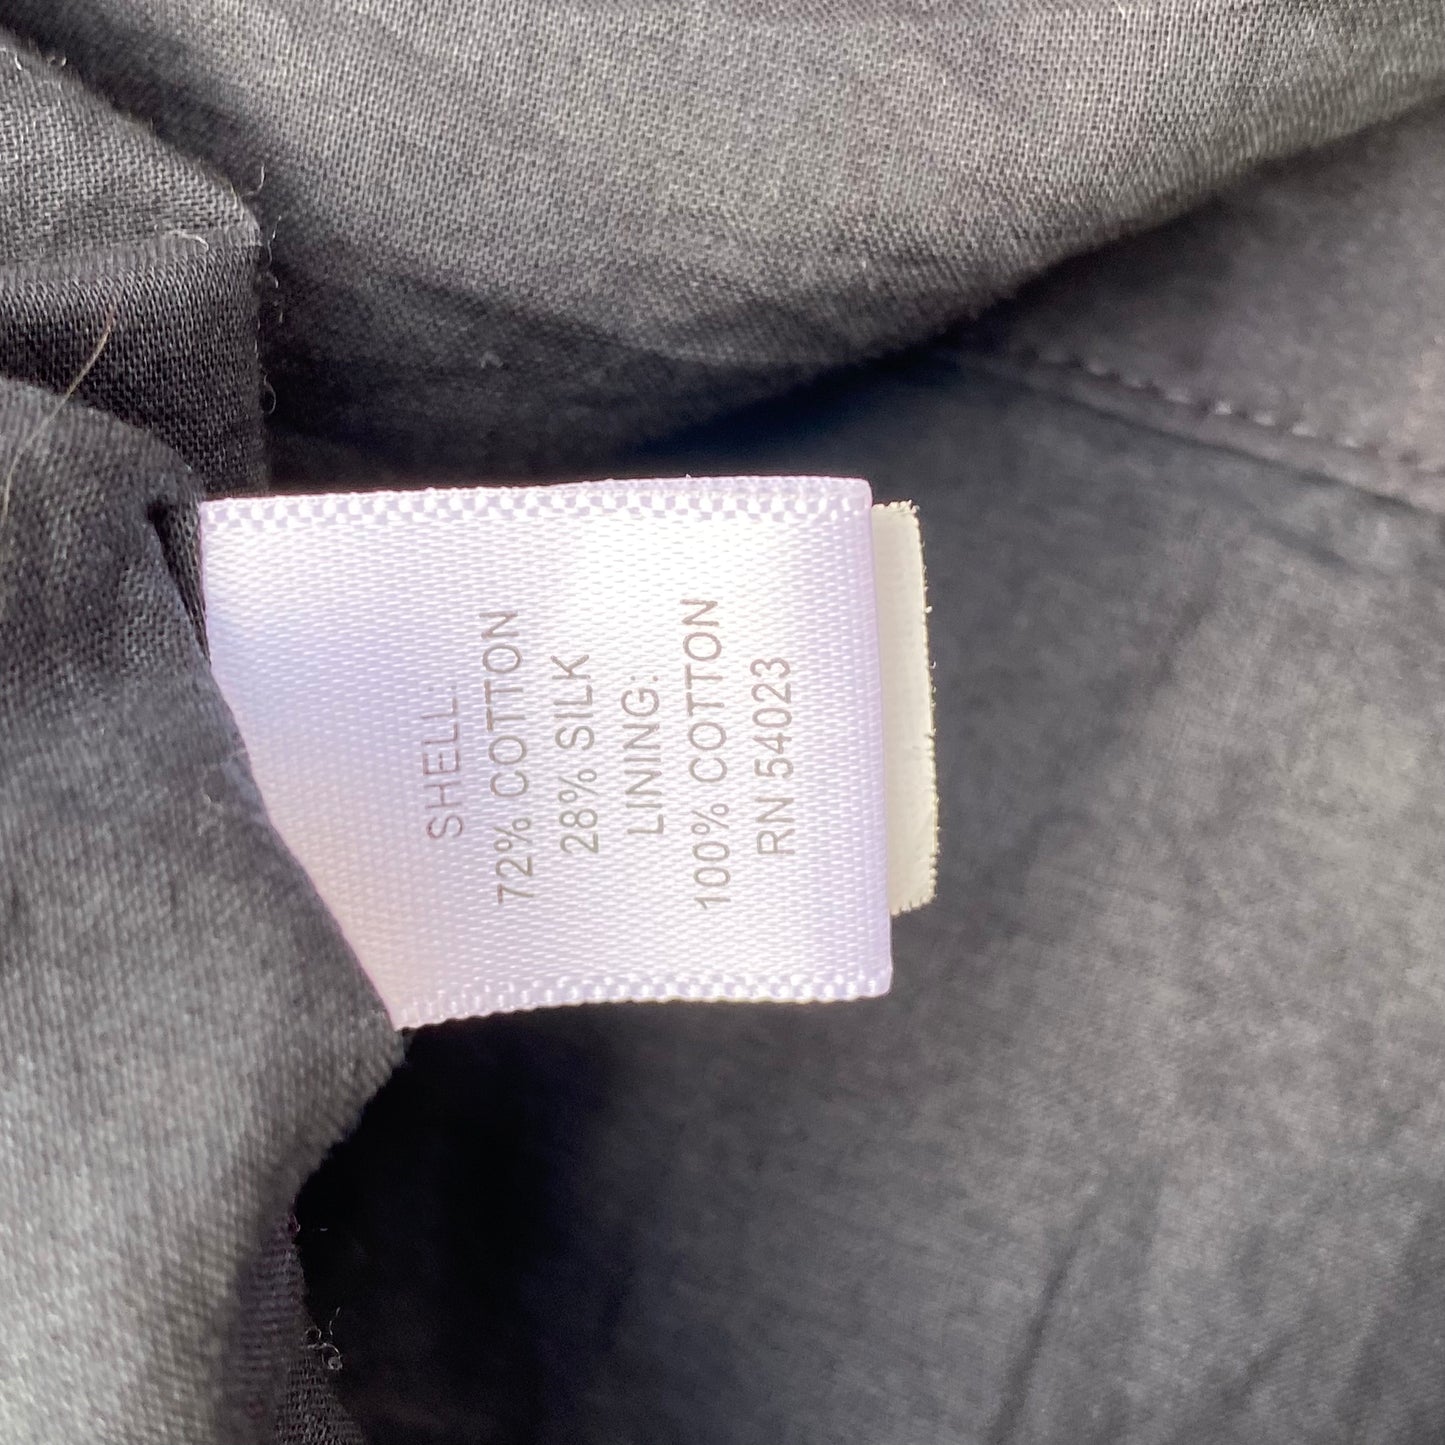 SHELL:
72% COTTON
28% SILK
LINING:
100% COTTON
RN 54023